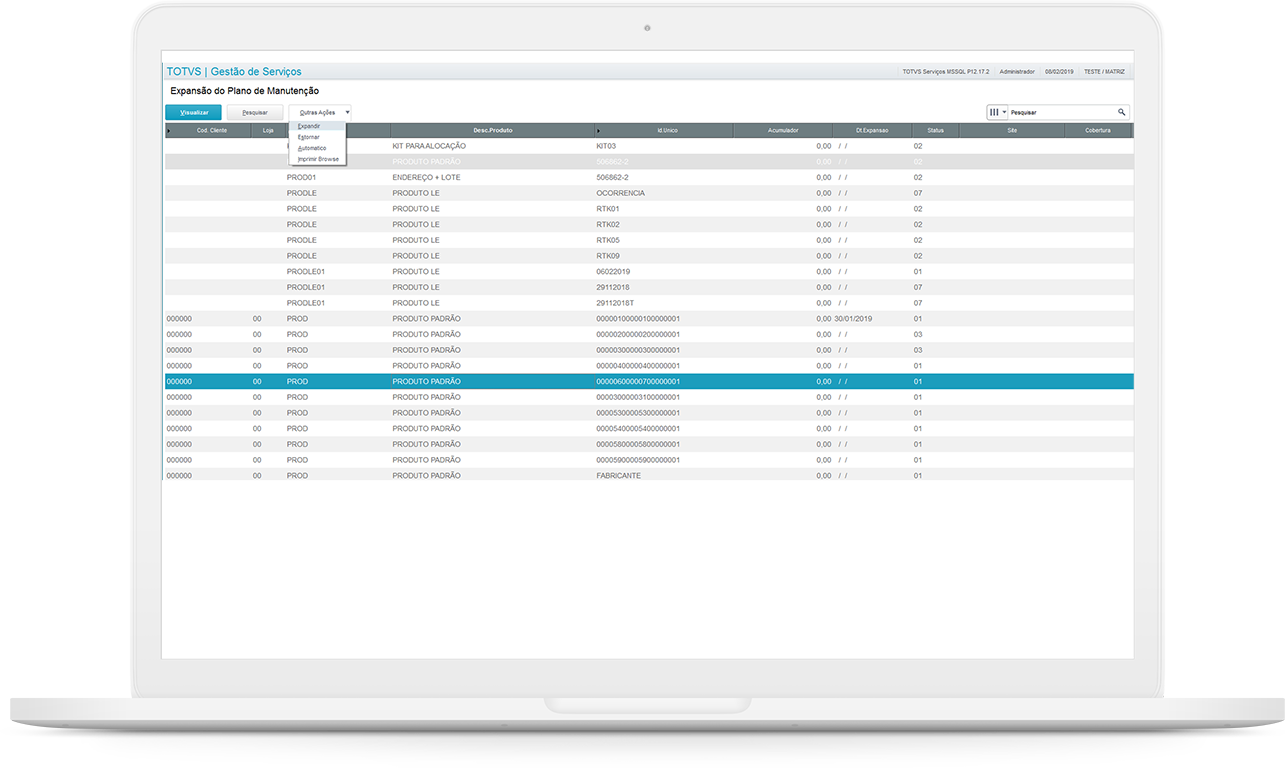 TOTVS | Gestão de Serviços TOTVS Serviços MSSQL P12.17.2 Administrador 08/02/2019 TESTE / MATRIZ
Expansão do Plano de Manutenção
Visualizar Pesquisar Outras Ações Pesquisar
Expandir
Estornar
Automatico
Imprimir Browse
Cod. Cliente Loja Desc.Produto Id.Unico Acumulador Dt.Expansao Status Site Cobertura
KIT PARA ALOCAÇÃO KIT03 0,00 / / 02
PRODUTO PADRÃO 506862-2 0,00 / / 02
PROD01 ENDEREÇO + LOTE 506862-2 0,00 / / 02
PRODLE PRODUTO LE OCORRENCIA 0,00 / / 07
PRODLE PRODUTO LE RTK01 0,00 / / 02
PRODLE PRODUTO LE RTK02 0,00 / / 02
PRODLE PRODUTO LE RTK05 0,00 / / 02
PRODLE PRODUTO LE RTK09 0,00 / / 02
PRODLE01 PRODUTO LE 06022019 0,00 / / 01
PRODLE01 PRODUTO LE 29112018 0,00 / / 07
PRODLE01 PRODUTO LE 29112018T 0,00 / / 07
000000 00 PROD PRODUTO PADRÃO 00000100000100000001 0,00 30/01/2019 01
000000 00 PROD PRODUTO PADRÃO 00000200000200000001 0,00 / / 03
000000 00 PROD PRODUTO PADRÃO 00000300000300000001 0,00 / / 03
000000 00 PROD PRODUTO PADRÃO 00000400000400000001 0,00 / / 01
000000 00 PROD PRODUTO PADRÃO 00000600000700000001 0,00 / / 01
000000 00 PROD PRODUTO PADRÃO 00003000003100000001 0,00 / / 01
000000 00 PROD PRODUTO PADRÃO 00005300005300000001 0,00 / / 01
000000 00 PROD PRODUTO PADRÃO 00005400005400000001 0,00 / / 01
000000 00 PROD PRODUTO PADRÃO 00005800005800000001 0,00 / / 01
000000 00 PROD PRODUTO PADRÃO 00005900005900000001 0,00 / / 01
000000 00 PROD PRODUTO PADRÃO FABRICANTE 0,00 / / 01